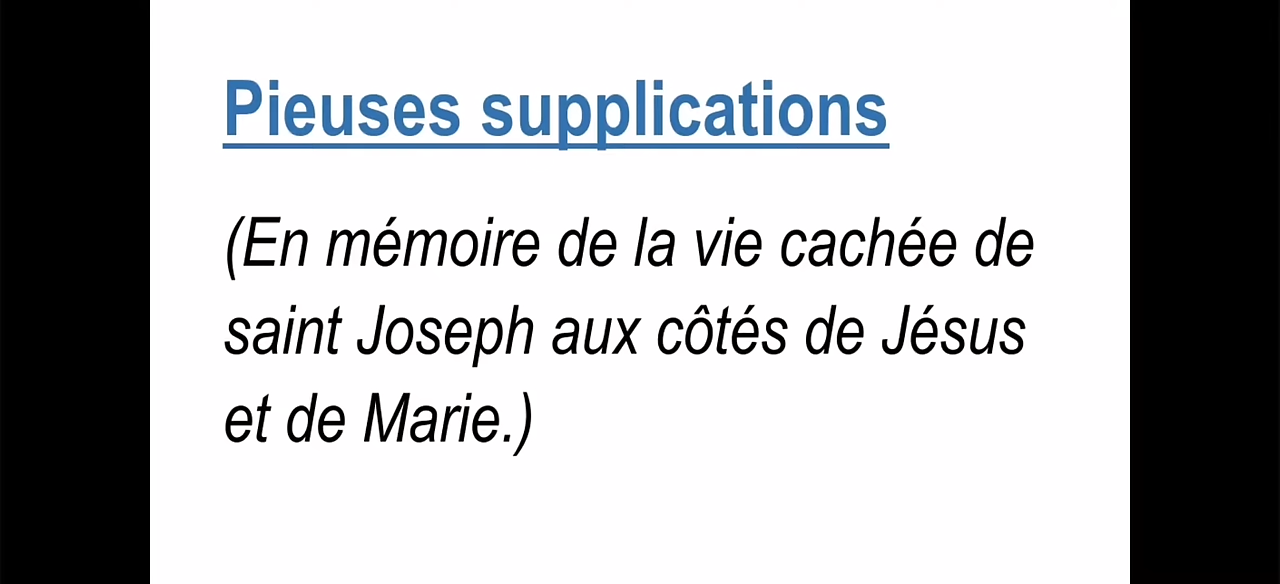 Pieuses supplications
(En mémoire de la vie cachée de
saint Joseph aux côtés de Jésus
et de Marie.)